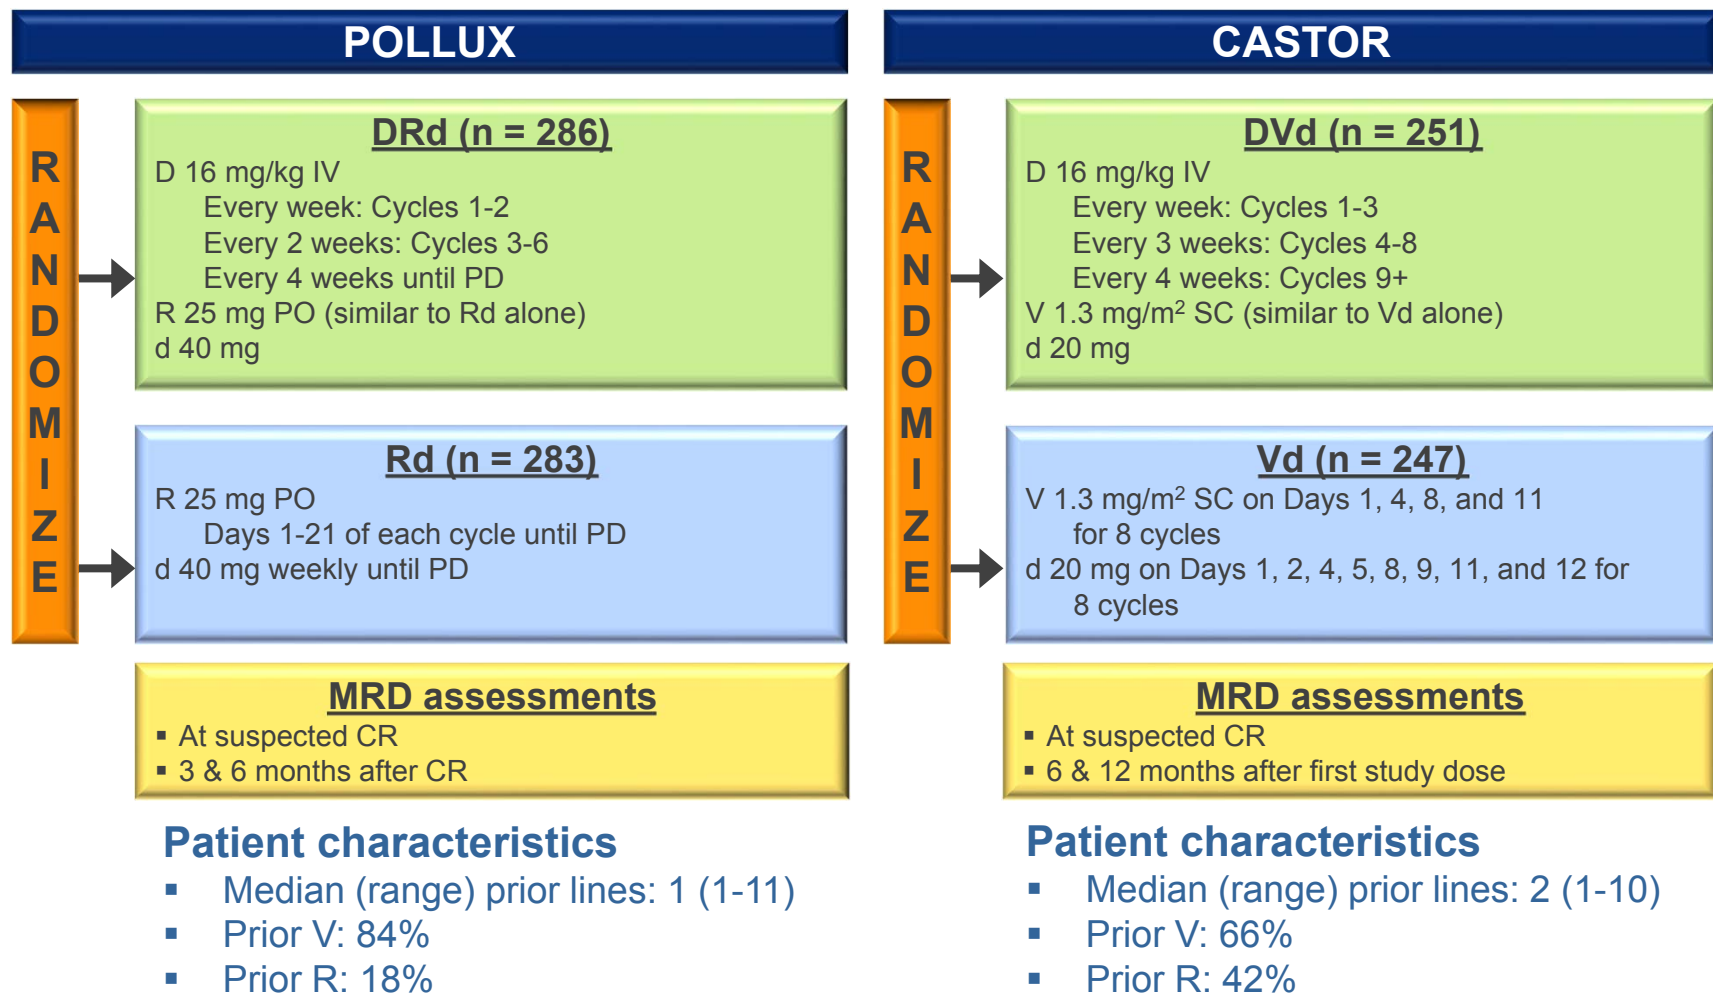 POLLUX
RANDOMIZE
DRd (n = 286)
D 16 mg/kg IV
Every week: Cycles 1-2
Every 2 weeks: Cycles 3-6
Every 4 weeks until PD
R 25 mg PO (similar to Rd alone)
d 40 mg
Rd (n = 283)
R 25 mg PO
Days 1-21 of each cycle until PD
d 40 mg weekly until PD
MRD assessments
▪ At suspected CR
▪ 3 & 6 months after CR
Patient characteristics
▪ Median (range) prior lines: 1 (1-11)
▪ Prior V: 84%
▪ Prior R: 18%
CASTOR
RANDOMIZE
DVd (n = 251)
D 16 mg/kg IV
Every week: Cycles 1-3
Every 3 weeks: Cycles 4-8
Every 4 weeks: Cycles 9+
V 1.3 mg/m² SC (similar to Vd alone)
d 20 mg
Vd (n = 247)
V 1.3 mg/m² SC on Days 1, 4, 8, and 11
for 8 cycles
d 20 mg on Days 1, 2, 4, 5, 8, 9, 11, and 12 for
8 cycles
MRD assessments
▪ At suspected CR
▪ 6 & 12 months after first study dose
Patient characteristics
▪ Median (range) prior lines: 2 (1-10)
▪ Prior V: 66%
▪ Prior R: 42%